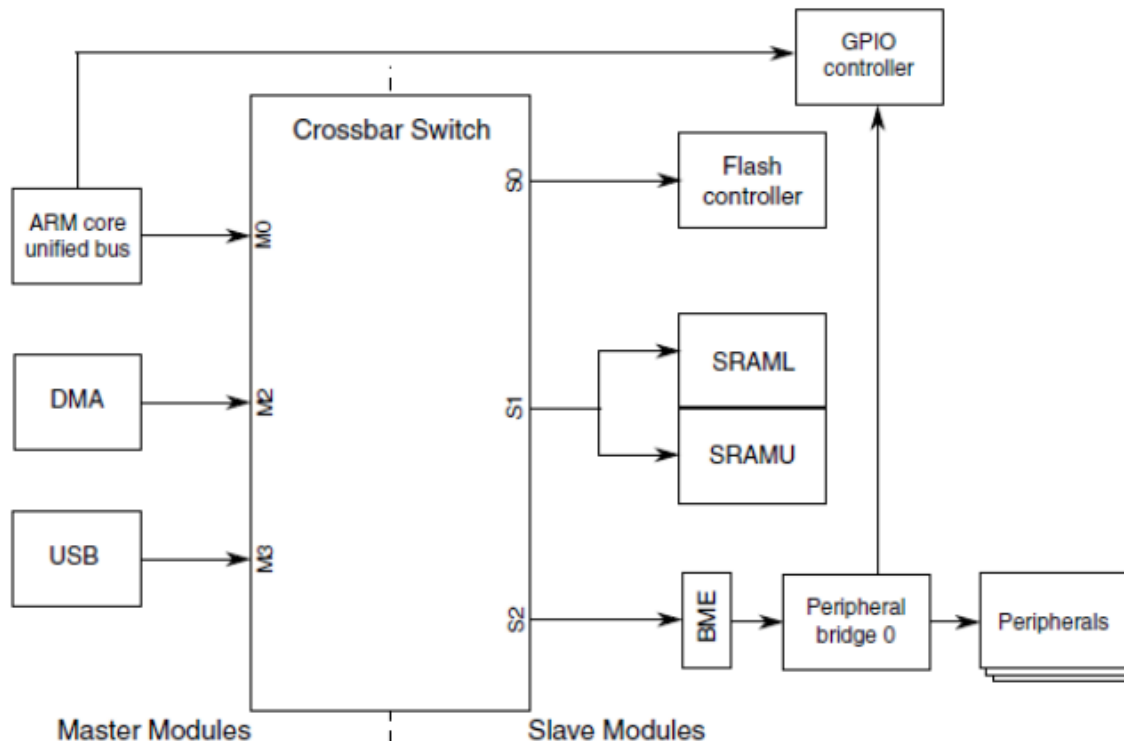 GPIO
controller
Crossbar Switch
S0
Flash
controller
ARM core
unified bus
M0
SRAML
DMA
M2
S1
SRAMU
USB
M3
S2
BME
Peripheral
bridge 0
Peripherals
Master Modules
Slave Modules